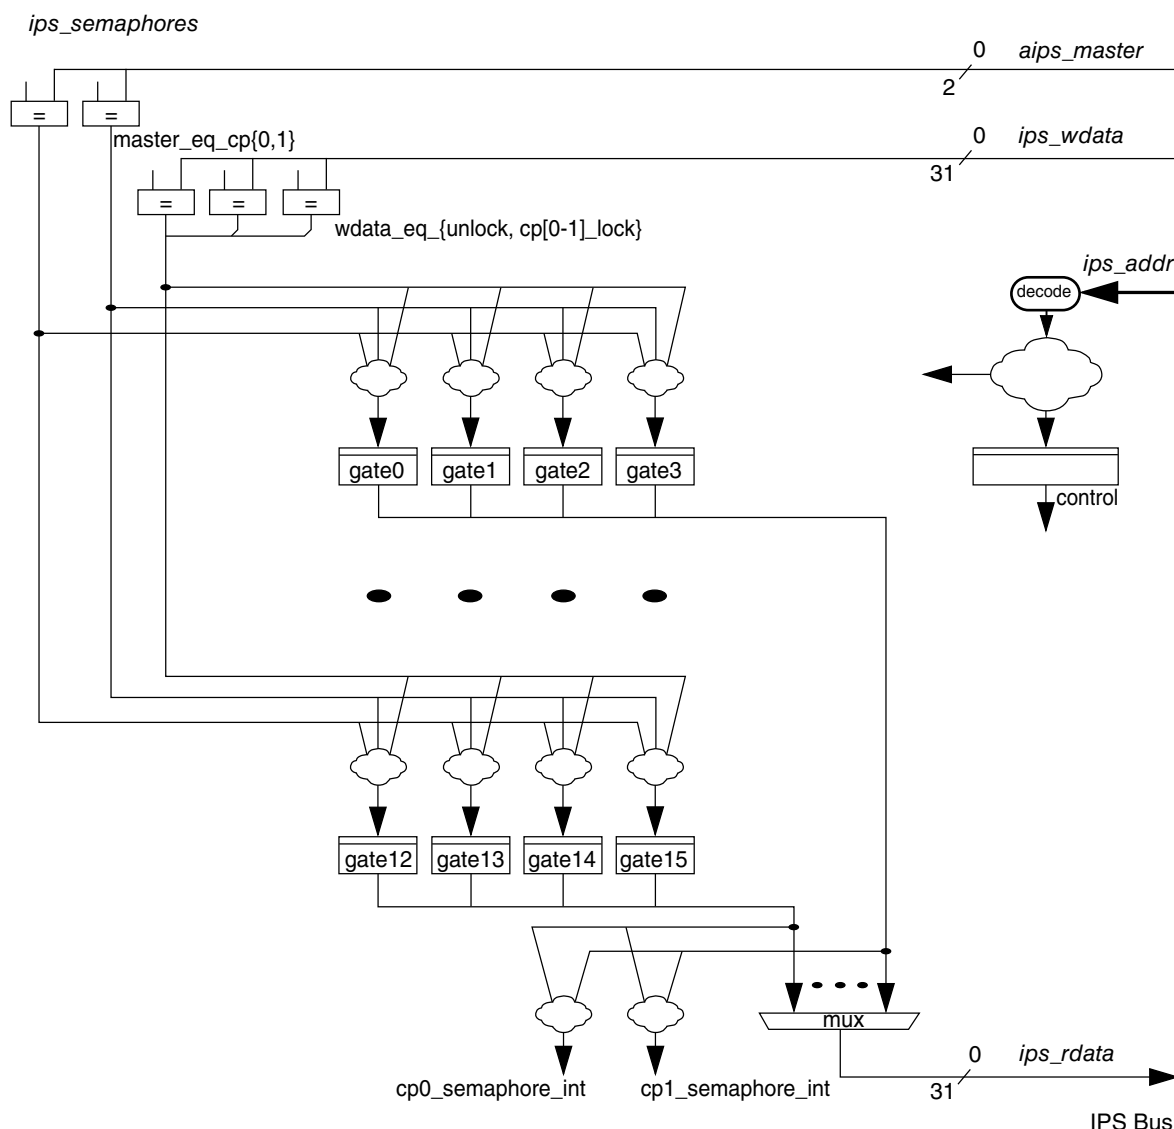 ips_semaphores
0 aips_master
2
= =
master_eq_cp{0,1}
0 ips_wdata
31
= = =
wdata_eq_{unlock, cp[0-1]_lock}
ips_addr
decode
gate0 gate1 gate2 gate3
control
gate12 gate13 gate14 gate15
mux
0 ips_rdata
31
cp0_semaphore_int cp1_semaphore_int
IPS Bus